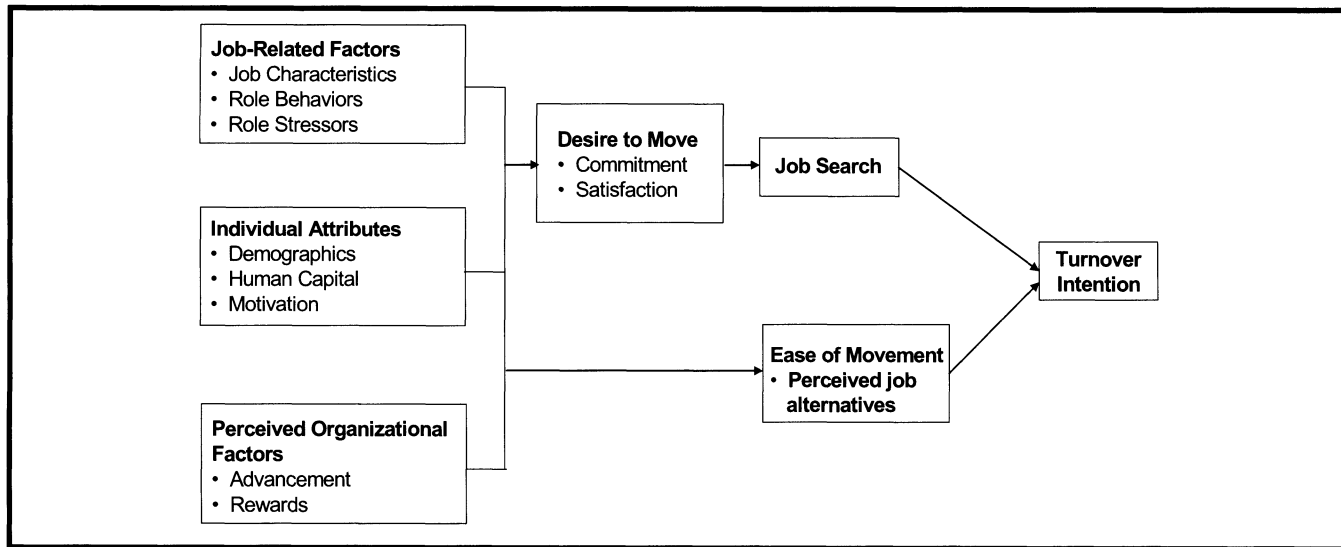 Job-Related Factors
• Job Characteristics
• Role Behaviors
• Role Stressors
Desire to Move
• Commitment
• Satisfaction
Job Search
Individual Attributes
• Demographics
• Human Capital
• Motivation
Turnover
Intention
Ease of Movement
• Perceived job
alternatives
Perceived Organizational
Factors
• Advancement
• Rewards